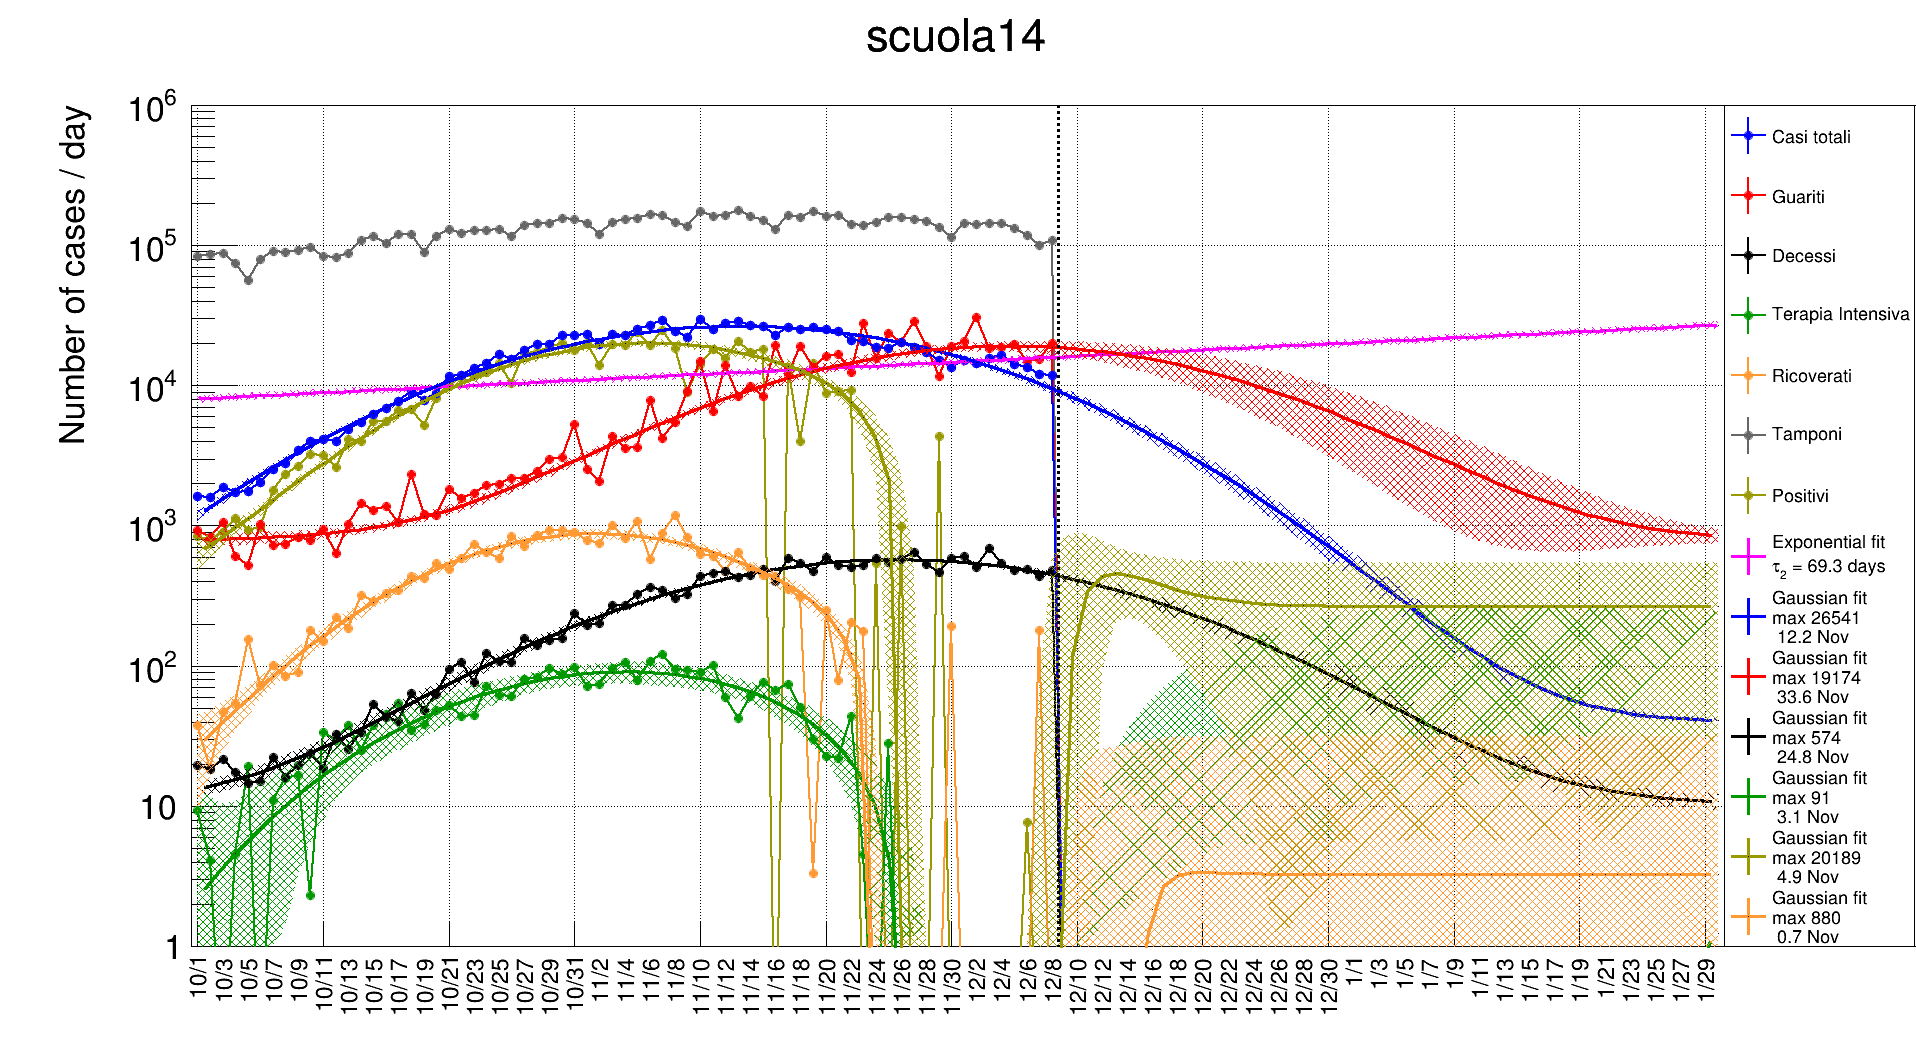 scuola14
Number of cases / day
10^6
10^5
10^4
10^3
10^2
10
1
10/1
10/3
10/5
10/7
10/9
10/11
10/13
10/15
10/17
10/19
10/21
10/23
10/25
10/27
10/29
10/31
11/2
11/4
11/6
11/8
11/10
11/12
11/14
11/16
11/18
11/20
11/22
11/24
11/26
11/28
11/30
12/2
12/4
12/6
12/8
12/10
12/12
12/14
12/16
12/18
12/20
12/22
12/24
12/26
12/28
12/30
1/1
1/3
1/5
1/7
1/9
1/11
1/13
1/15
1/17
1/19
1/21
1/23
1/25
1/27
1/29
Casi totali
Guariti
Decessi
Terapia Intensiva
Ricoverati
Tamponi
Positivi
Exponential fit
τ2 = 69.3 days
Gaussian fit
max 26541
12.2 Nov
Gaussian fit
max 19174
33.6 Nov
Gaussian fit
max 574
24.8 Nov
Gaussian fit
max 91
3.1 Nov
Gaussian fit
max 20189
4.9 Nov
Gaussian fit
max 880
0.7 Nov